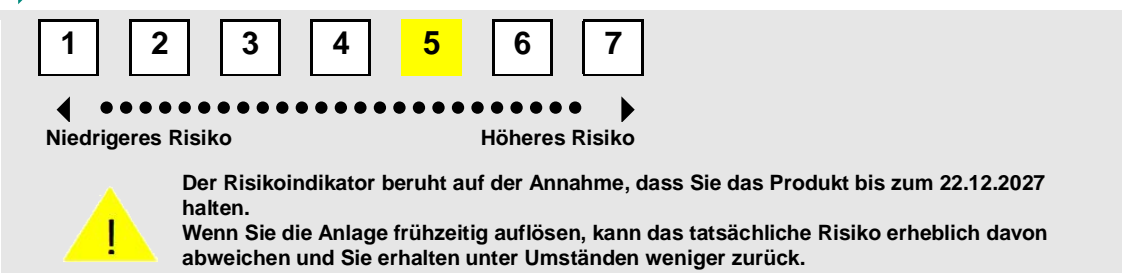 1 2 3 4 5 6 7
Niedrigeres Risiko Höheres Risiko
Der Risikoindikator beruht auf der Annahme, dass Sie das Produkt bis zum 22.12.2027
halten.
Wenn Sie die Anlage frühzeitig auflösen, kann das tatsächliche Risiko erheblich davon
! abweichen und Sie erhalten unter Umständen weniger zurück.